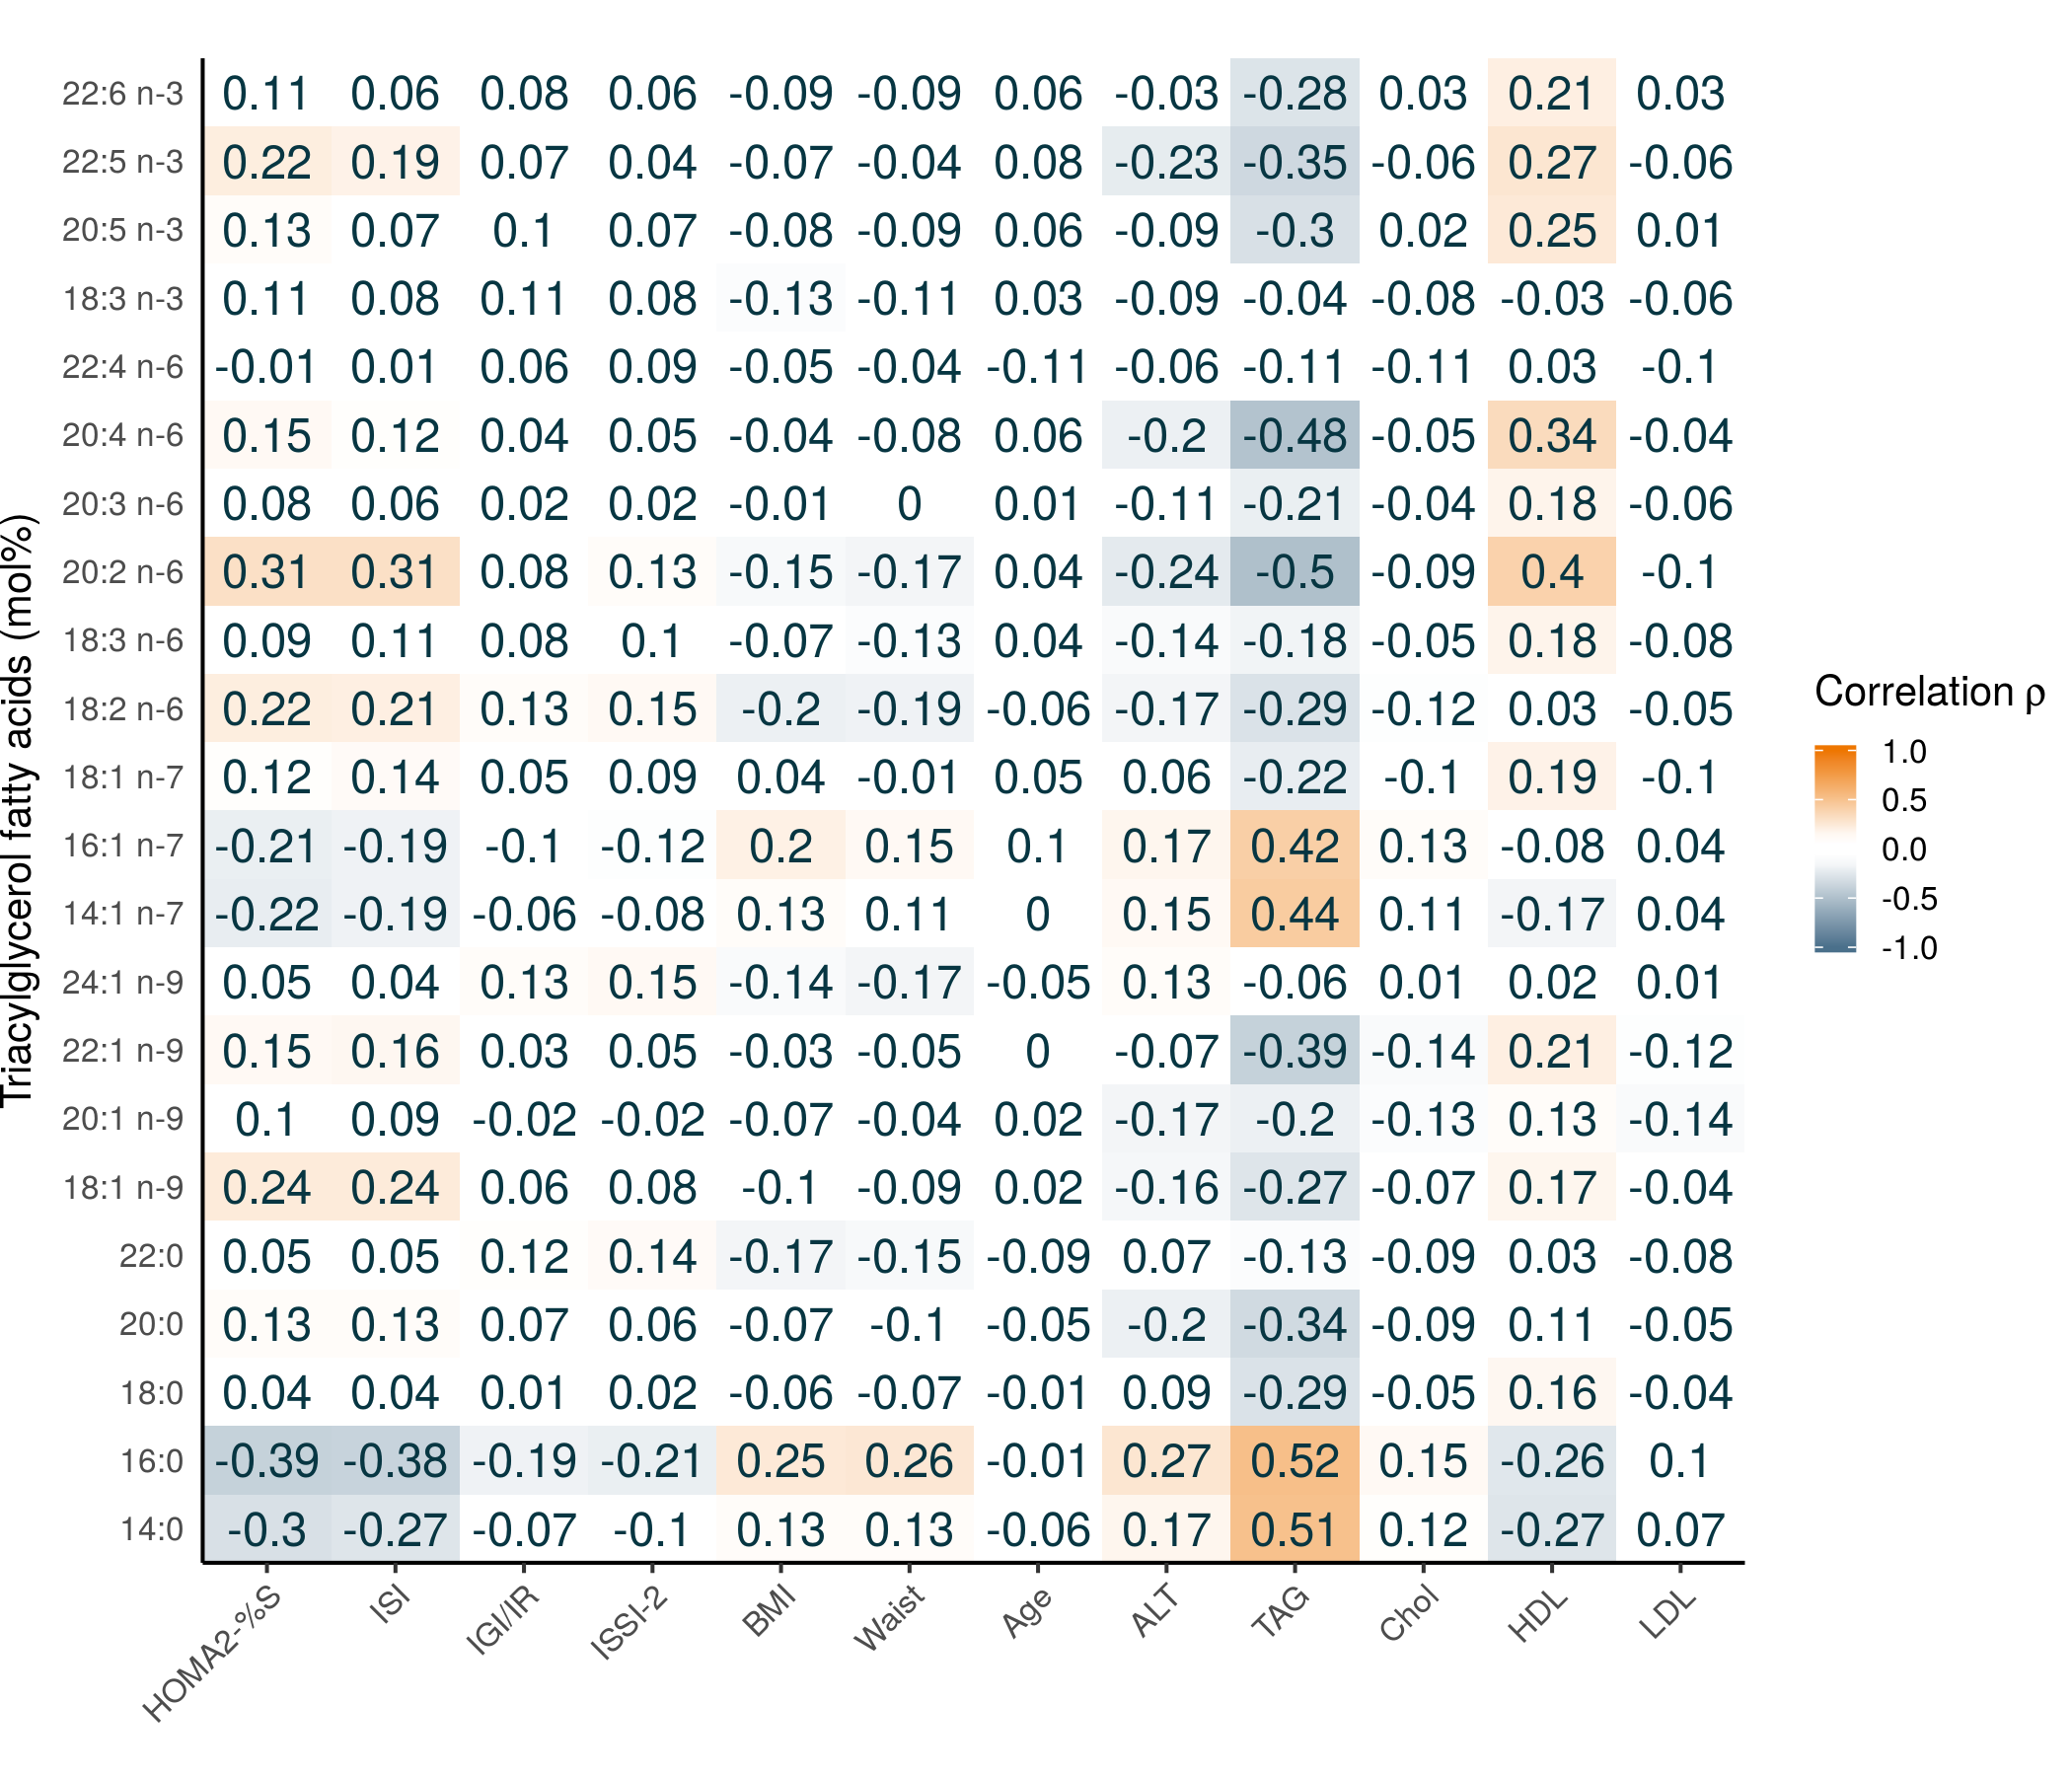 22:6 n-3 0.11 0.06 0.08 0.06 -0.09 -0.09 0.06 -0.03 -0.28 0.03 0.21 0.03
22:5 n-3 0.22 0.19 0.07 0.04 -0.07 -0.04 0.08 -0.23 -0.35 -0.06 0.27 -0.06
20:5 n-3 0.13 0.07 0.1 0.07 -0.08 -0.09 0.06 -0.09 -0.3 0.02 0.25 0.01
18:3 n-3 0.11 0.08 0.11 0.08 -0.13 -0.11 0.03 -0.09 -0.04 -0.08 -0.03 -0.06
22:4 n-6 -0.01 0.01 0.06 0.09 -0.05 -0.04 -0.11 -0.06 -0.11 -0.11 0.03 -0.1
20:4 n-6 0.15 0.12 0.04 0.05 -0.04 -0.08 0.06 -0.2 -0.48 -0.05 0.34 -0.04
20:3 n-6 0.08 0.06 0.02 0.02 -0.01 0 0.01 -0.11 -0.21 -0.04 0.18 -0.06
20:2 n-6 0.31 0.31 0.08 0.13 -0.15 -0.17 0.04 -0.24 -0.5 -0.09 0.4 -0.1
18:3 n-6 0.09 0.11 0.08 0.1 -0.07 -0.13 0.04 -0.14 -0.18 -0.05 0.18 -0.08
18:2 n-6 0.22 0.21 0.13 0.15 -0.2 -0.19 -0.06 -0.17 -0.29 -0.12 0.03 -0.05
18:1 n-7 0.12 0.14 0.05 0.09 0.04 -0.01 0.05 0.06 -0.22 -0.1 0.19 -0.1
16:1 n-7 -0.21 -0.19 -0.1 -0.12 0.2 0.15 0.1 0.17 0.42 0.13 -0.08 0.04
14:1 n-7 -0.22 -0.19 -0.06 -0.08 0.13 0.11 0 0.15 0.44 0.11 -0.17 0.04
24:1 n-9 0.05 0.04 0.13 0.15 -0.14 -0.17 -0.05 0.13 -0.06 0.01 0.02 0.01
22:1 n-9 0.15 0.16 0.03 0.05 -0.03 -0.05 0 -0.07 -0.39 -0.14 0.21 -0.12
20:1 n-9 0.1 0.09 -0.02 -0.02 -0.07 -0.04 0.02 -0.17 -0.2 -0.13 0.13 -0.14
18:1 n-9 0.24 0.24 0.06 0.08 -0.1 -0.09 0.02 -0.16 -0.27 -0.07 0.17 -0.04
22:0 0.05 0.05 0.12 0.14 -0.17 -0.15 -0.09 0.07 -0.13 -0.09 0.03 -0.08
20:0 0.13 0.13 0.07 0.06 -0.07 -0.1 -0.05 -0.2 -0.34 -0.09 0.11 -0.05
18:0 0.04 0.04 0.01 0.02 -0.06 -0.07 -0.01 0.09 -0.29 -0.05 0.16 -0.04
16:0 -0.39 -0.38 -0.19 -0.21 0.25 0.26 -0.01 0.27 0.52 0.15 -0.26 0.1
14:0 -0.3 -0.27 -0.07 -0.1 0.13 0.13 -0.06 0.17 0.51 0.12 -0.27 0.07
HOMA2-%S ISI IGI/IR ISSI-2 BMI Waist Age ALT TAG Chol HDL LDL
Triacylglycerol fatty acids (mol%)
Correlation ρ
1.0
0.5
0.0
-0.5
-1.0